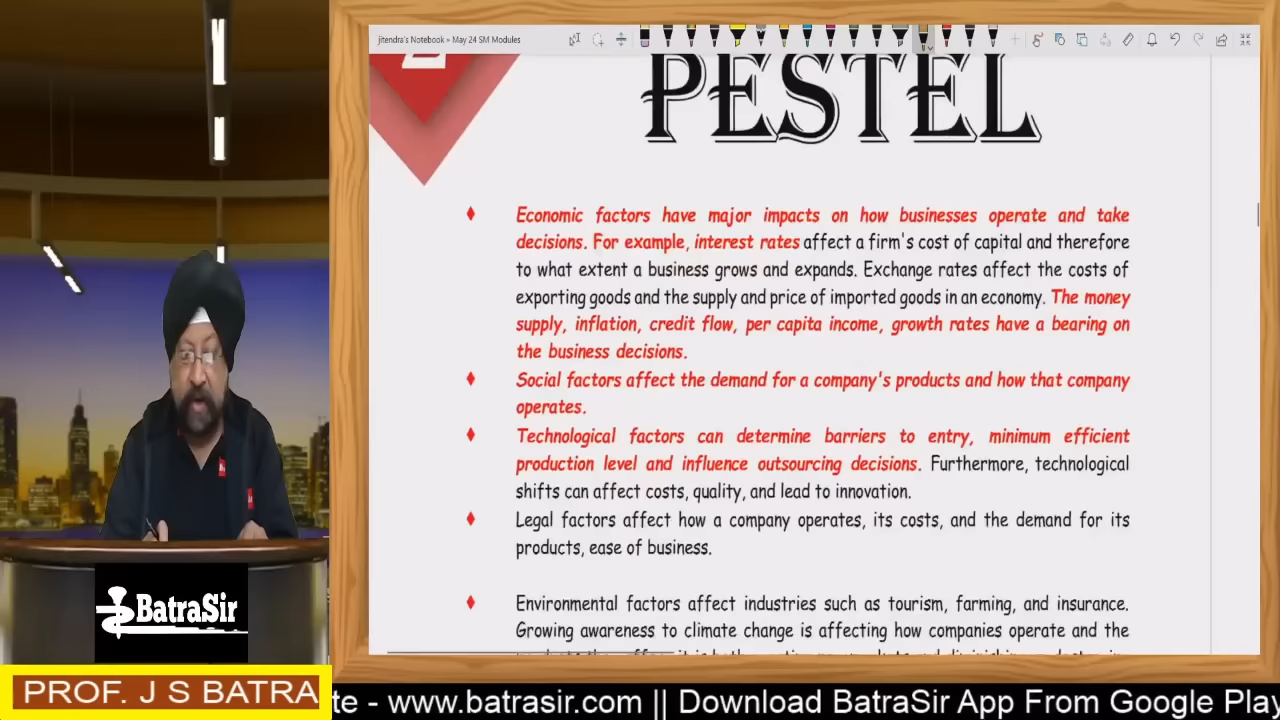 jitendra's Notebook » May 24 SM Modules
2
PESTEL
Economic factors have major impacts on how businesses operate and take
decisions. For example, interest rates affect a firm's cost of capital and therefore
to what extent a business grows and expands. Exchange rates affect the costs of
exporting goods and the supply and price of imported goods in an economy. The money
supply, inflation, credit flow, per capita income, growth rates have a bearing on
the business decisions.
Social factors affect the demand for a company's products and how that company
operates.
Technological factors can determine barriers to entry, minimum efficient
production level and influence outsourcing decisions. Furthermore, technological
shifts can affect costs, quality, and lead to innovation.
Legal factors affect how a company operates, its costs, and the demand for its
products, ease of business.
Environmental factors affect industries such as tourism, farming, and insurance.
Growing awareness to climate change is affecting how companies operate and the
BatraSir
PROF. J S BATRA
te - www.batrasir.com || Download BatraSir App From Google Play